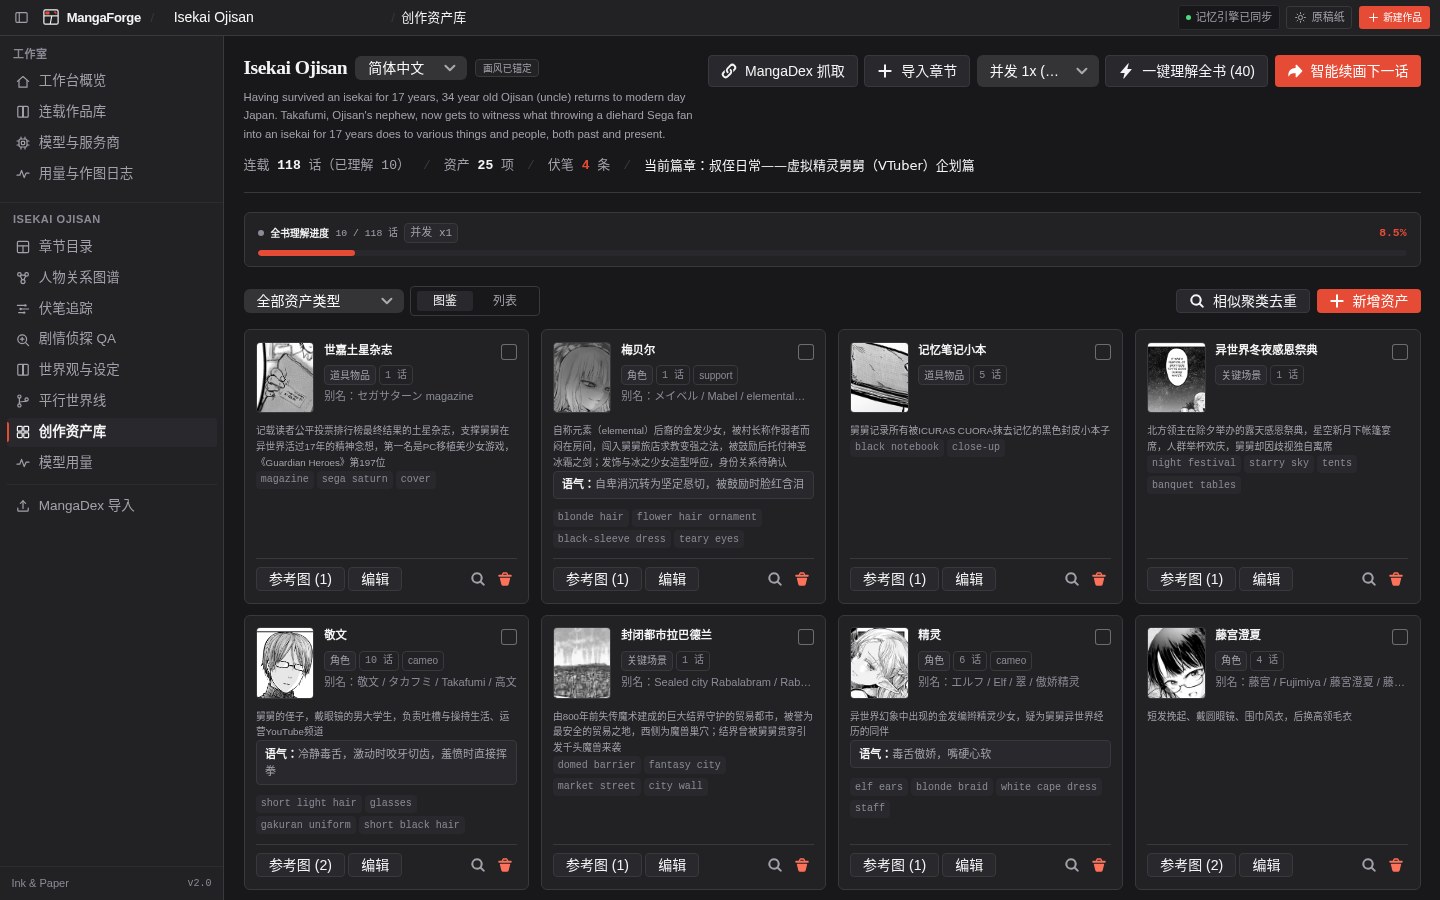 MangaForge / Isekai Ojisan / 创作资产库
记忆引擎已同步 原稿纸 新建作品
工作室
工作台概览
连载作品库
模型与服务商
用量与作图日志
ISEKAI OJISAN
章节目录
人物关系图谱
伏笔追踪
剧情侦探 QA
世界观与设定
平行世界线
创作资产库
模型用量
MangaDex 导入
Ink & Paper v2.0
Isekai Ojisan 简体中文 画风已锚定
MangaDex 抓取 导入章节 并发 1x (... 一键理解全书 (40) 智能续画下一话
Having survived an isekai for 17 years, 34 year old Ojisan (uncle) returns to modern day
Japan. Takafumi, Ojisan's nephew, now gets to witness what throwing a diehard Sega fan
into an isekai for 17 years does to various things and people, both past and present.
连载 118 话（已理解 10） / 资产 25 项 / 伏笔 4 条 / 当前篇章：叔侄日常——虚拟精灵舅舅（VTuber）企划篇
全书理解进度 10 / 118 话 并发 x1 8.5%
全部资产类型 图鉴 列表 相似聚类去重 新增资产
世嘉土星杂志
道具物品 1 话
别名：セガサターン magazine
记载读者公平投票排行榜最终结果的土星杂志，支撑舅舅在
异世界活过17年的精神念想，第一名是PC移植美少女游戏，
《Guardian Heroes》第197位
magazine sega saturn cover
参考图 (1) 编辑
梅贝尔
角色 1 话 support
别名：メイベル / Mabel / elemental...
自称元素（elemental）后裔的金发少女，被村长称作弱者而
闷在房间，闯入舅舅旅店求教变强之法，被鼓励后托付神圣
冰霜之剑；发饰与冰之少女造型呼应，身份关系待确认
语气：自卑消沉转为坚定恳切，被鼓励时脸红含泪
blonde hair flower hair ornament
black-sleeve dress teary eyes
参考图 (1) 编辑
记忆笔记小本
道具物品 5 话
舅舅记录所有被ICURAS CUORA抹去记忆的黑色封皮小本子
black notebook close-up
参考图 (1) 编辑
异世界冬夜感恩祭典
关键场景 1 话
北方领主在除夕举办的露天感恩祭典，星空新月下帐篷宴
席，人群举杯欢庆，舅舅却因歧视独自离席
night festival starry sky tents
banquet tables
参考图 (1) 编辑
敬文
角色 10 话 cameo
别名：敬文 / タカフミ / Takafumi / 高文
舅舅的侄子，戴眼镜的男大学生，负责吐槽与操持生活、运
营YouTube频道
语气：冷静毒舌，激动时咬牙切齿，羞愤时直接挥
拳
short light hair glasses
gakuran uniform short black hair
参考图 (2) 编辑
封闭都市拉巴德兰
关键场景 1 话
别名：Sealed city Rabalabram / Rab...
由800年前失传魔术建成的巨大结界守护的贸易都市，被誉为
最安全的贸易之地，西侧为魔兽巢穴；结界曾被舅舅贯穿引
发千头魔兽来袭
domed barrier fantasy city
market street city wall
参考图 (1) 编辑
精灵
角色 6 话 cameo
别名：エルフ / Elf / 翠 / 傲娇精灵
异世界幻象中出现的金发编辫精灵少女，疑为舅舅异世界经
历的同伴
语气：毒舌傲娇，嘴硬心软
elf ears blonde braid white cape dress
staff
参考图 (1) 编辑
藤宫澄夏
角色 4 话
别名：藤宫 / Fujimiya / 藤宮澄夏 / 藤...
短发挽起、戴圆眼镜、围巾风衣，后换高领毛衣
参考图 (2) 编辑